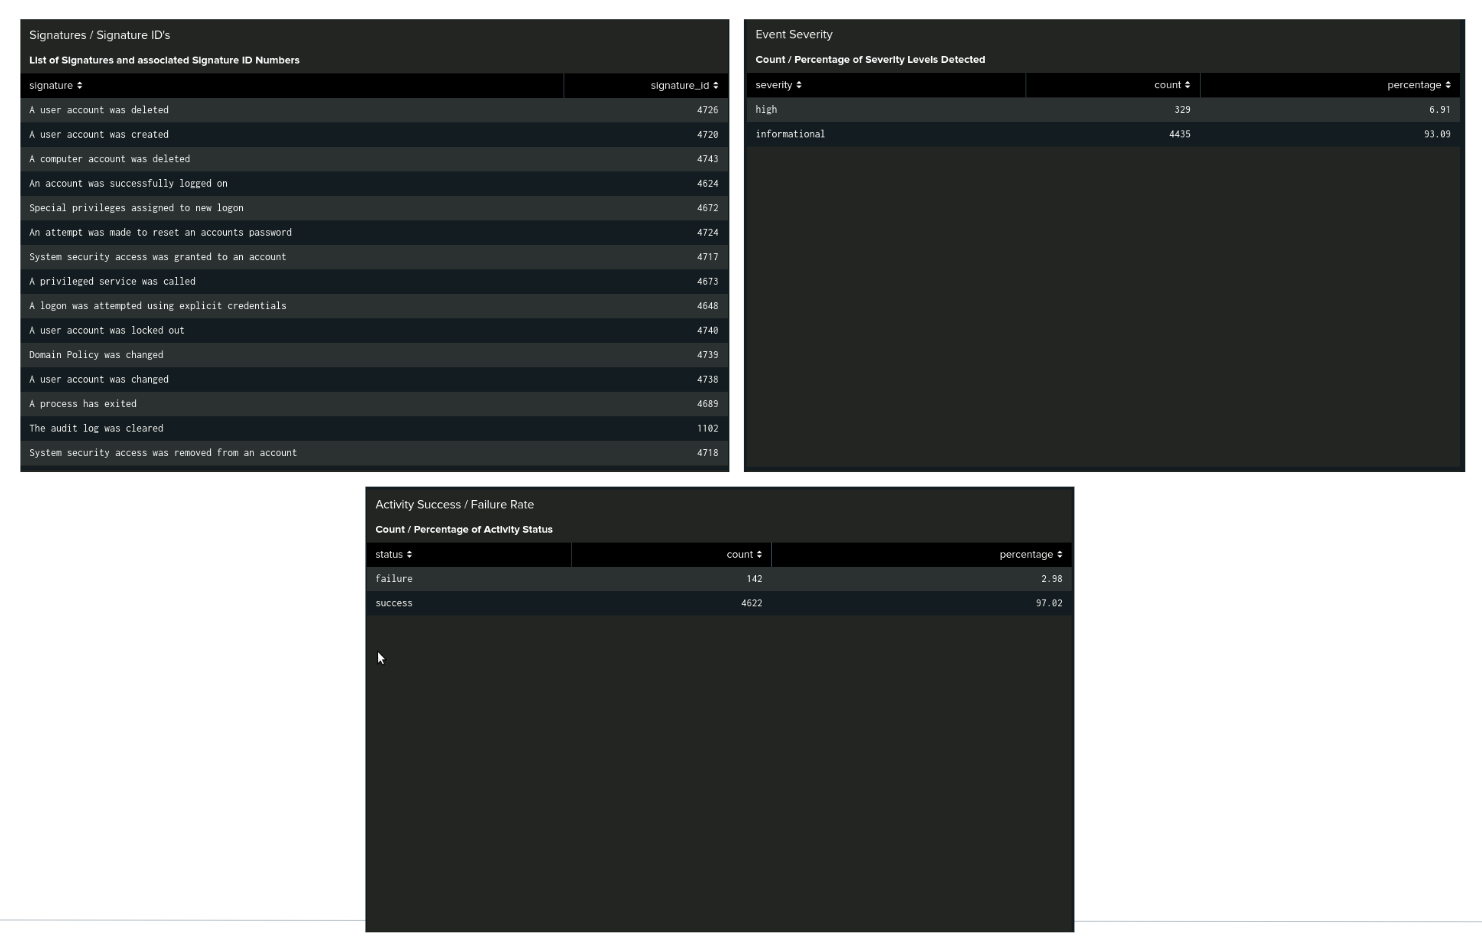 Signatures / Signature ID's
List of Signatures and associated Signature ID Numbers
signature signature_id
A user account was deleted 4726
A user account was created 4720
A computer account was deleted 4743
An account was successfully logged on 4624
Special privileges assigned to new logon 4672
An attempt was made to reset an accounts password 4724
System security access was granted to an account 4717
A privileged service was called 4673
A logon was attempted using explicit credentials 4648
A user account was locked out 4740
Domain Policy was changed 4739
A user account was changed 4738
A process has exited 4689
The audit log was cleared 1102
System security access was removed from an account 4718
Event Severity
Count / Percentage of Severity Levels Detected
severity count percentage
high 329 6.91
informational 4435 93.09
Activity Success / Failure Rate
Count / Percentage of Activity Status
status count percentage
failure 142 2.98
success 4622 97.02